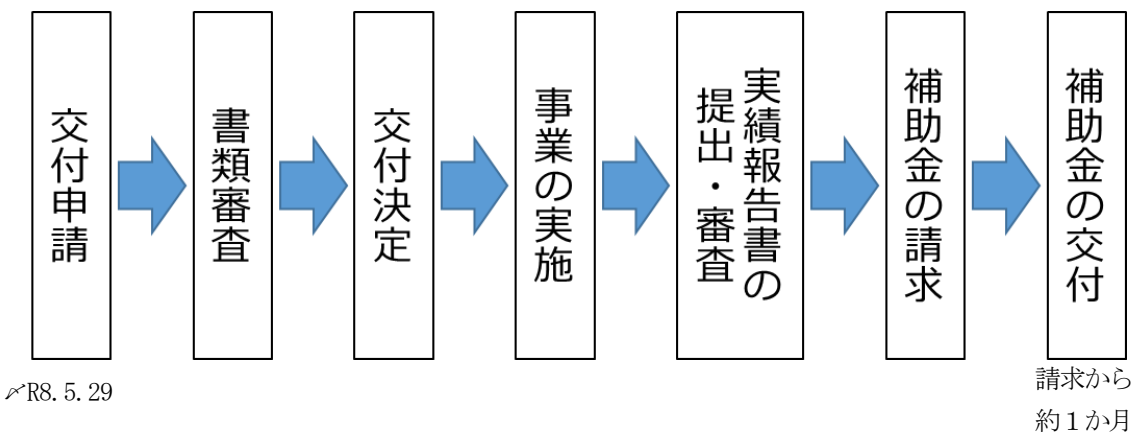 交付申請
書類審査
交付決定
事業の実施
実績報告書の
提出・審査
補助金の請求
補助金の交付
〆R8.5.29
請求から
約１か月